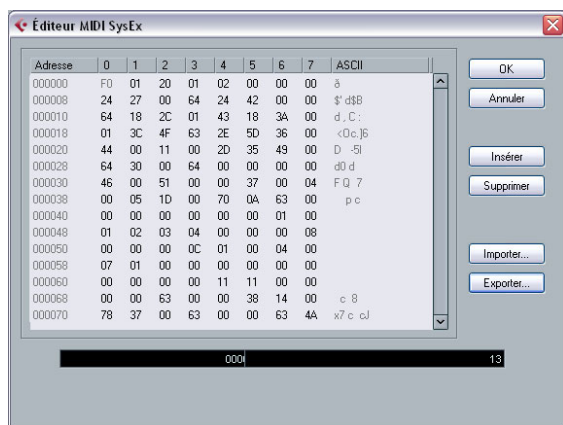 Éditeur MIDI SysEx
Adresse 0 1 2 3 4 5 6 7 ASCII
000000 F0 01 20 01 02 00 00 00 ð
000008 24 27 00 64 24 42 00 00 $' d$B
000010 64 18 2C 01 43 18 3A 00 d , C :
000018 01 3C 4F 63 2E 5D 36 00 <Oc.]6
000020 44 00 11 00 2D 35 49 00 D -5I
000028 64 30 00 64 00 00 00 00 d0 d
000030 46 00 51 00 00 37 00 04 F Q 7
000038 00 05 1D 00 70 0A 63 00 p c
000040 00 00 00 00 00 00 01 00
000048 01 02 03 04 00 00 00 08
000050 00 00 00 0C 01 00 04 00
000058 07 01 00 00 00 00 00 00
000060 00 00 00 00 11 11 00 00
000068 00 00 63 00 00 38 14 00 c 8
000070 78 37 00 63 00 00 63 4A x7 c cJ
OK
Annuler
Insérer
Supprimer
Importer...
Exporter...
000 13